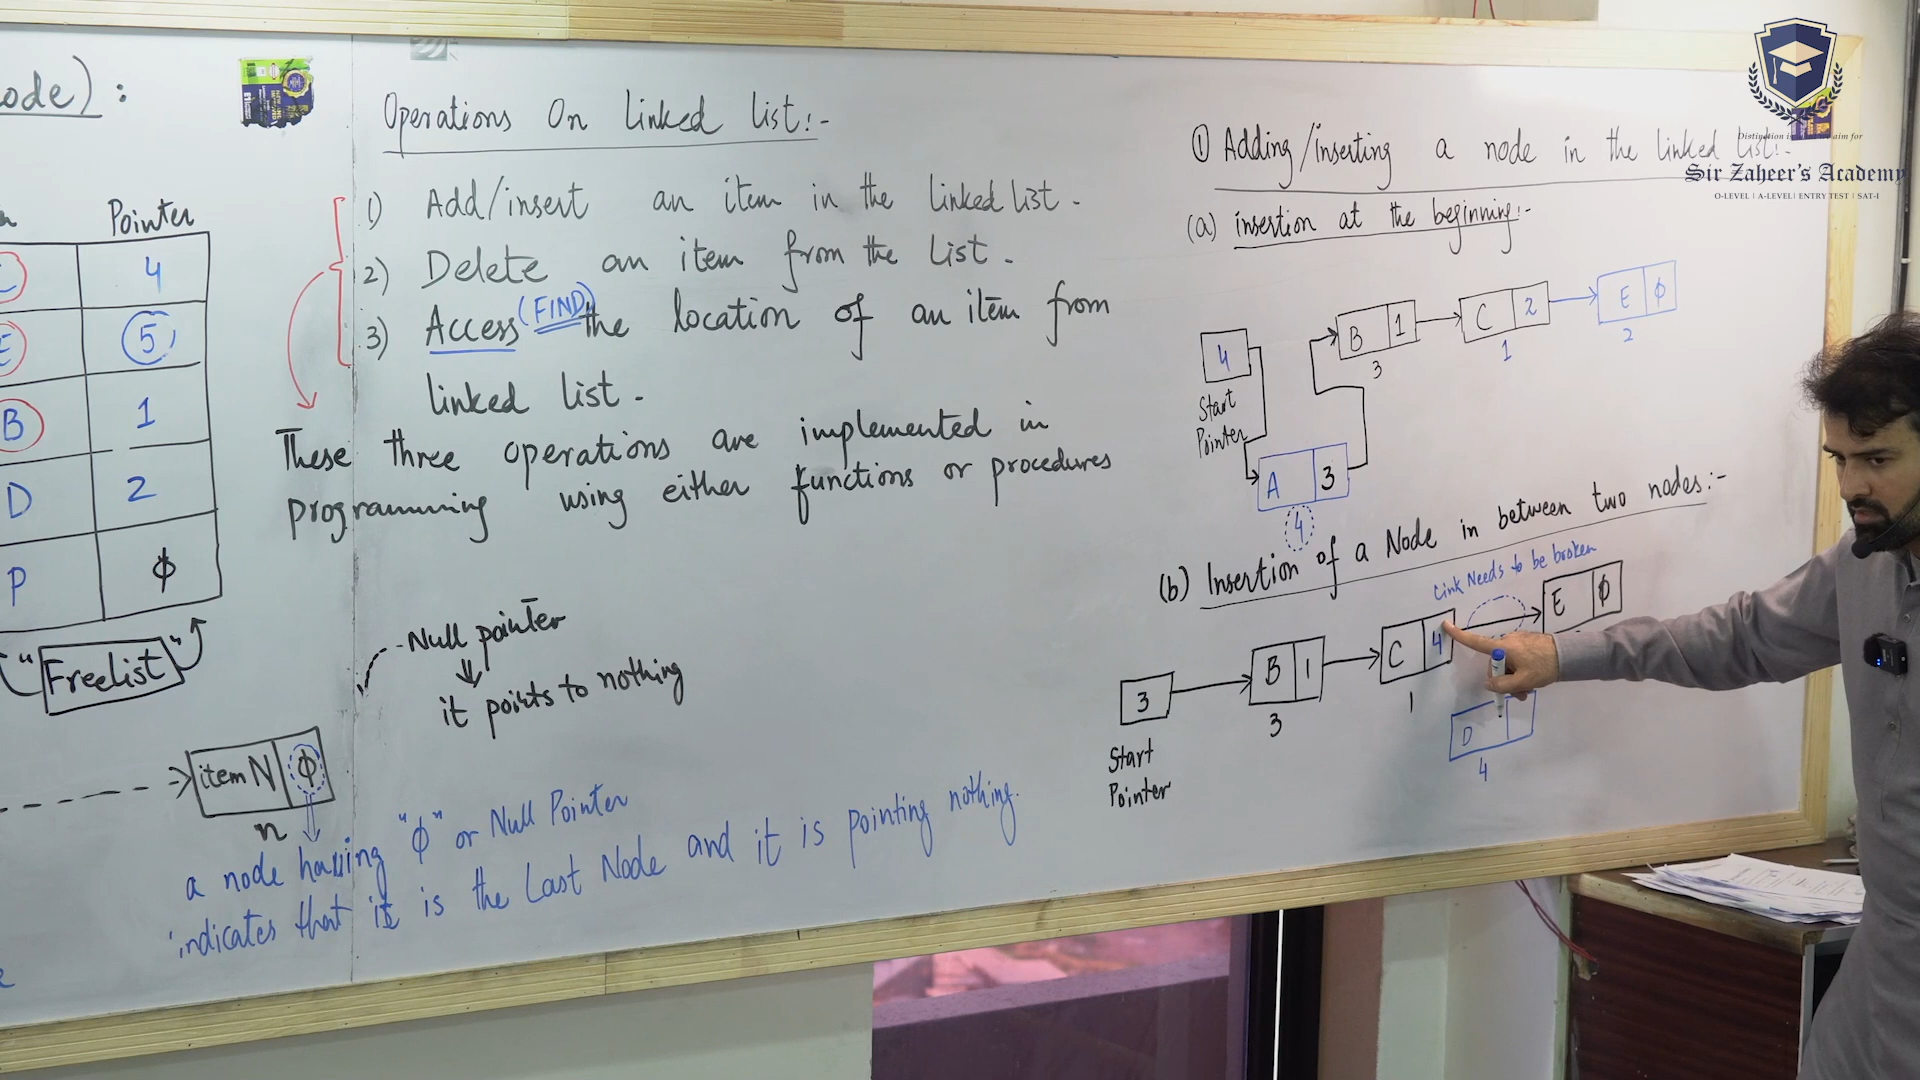 Pointer
4
5
B 1
D 2
P φ
"Freelist"
item N φ
n
Operations On Linked List:-
1) Add/insert an item in the linked list.
2) Delete an item from the List.
(FIND)
3) Access the location of an item from
linked list.
These three operations are implemented in
programming using either functions or procedures
Null pointer
it points to nothing
a node having "φ" or Null Pointer
indicates that it is the Last Node and it is pointing nothing.
① Adding/inserting a node in the linked list:-
(a) insertion at the beginning:-
4
Start
Pointer
B 1
3
C 2
1
E φ
2
A 3
4
(b) Insertion of a Node in between two nodes:-
Link Needs to be broken
3
Start
Pointer
B 1
3
C 4
1
E φ
D
4
Distinction is what we aim for
Sir Zaheer's Academy
O-LEVEL | A-LEVEL | ENTRY TEST | SAT-I